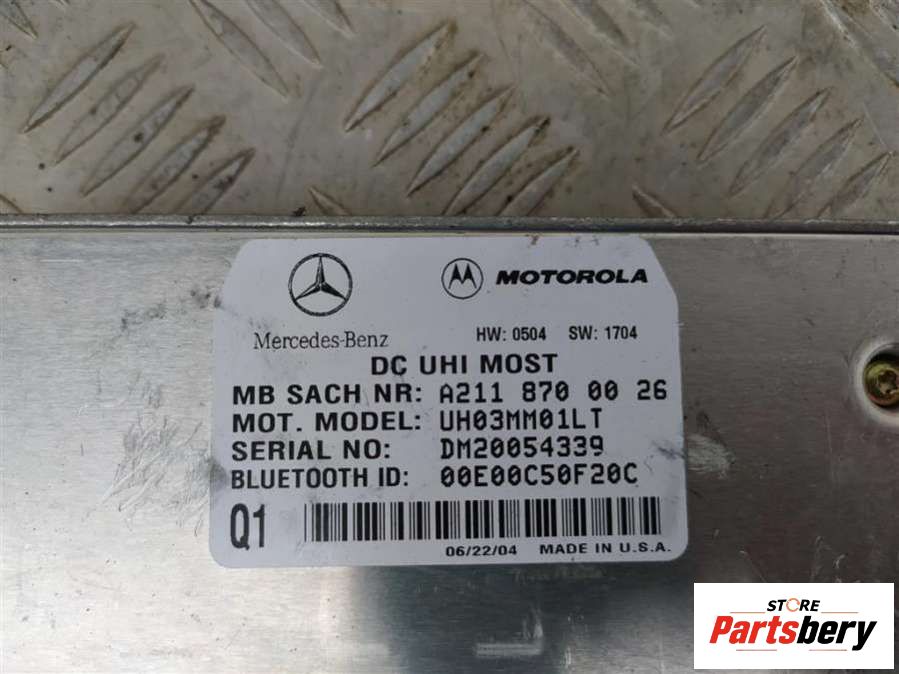 MOTOROLA
Mercedes-Benz
HW: 0504 SW: 1704
DC UHI MOST
MB SACH NR: A211 870 00 26
MOT. MODEL: UH03MM01LT
SERIAL NO: DM20054339
BLUETOOTH ID: 00E00C50F20C
Q1
06/22/04 MADE IN U.S.A.
STORE
Partsbery